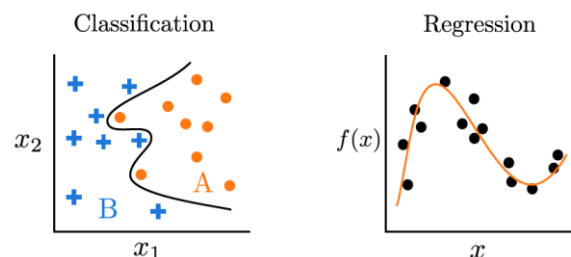 Classification
x₂
A
B
x₁
Regression
f(x)
x